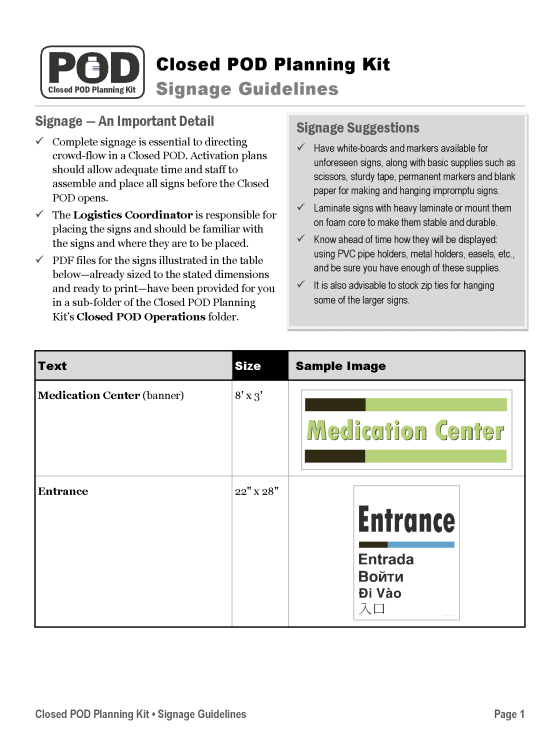 POD
Closed POD Planning Kit
Closed POD Planning Kit
Signage Guidelines
Signage — An Important Detail
✓ Complete signage is essential to directing
crowd-flow in a Closed POD. Activation plans
should allow adequate time and staff to
assemble and place all signs before the Closed
POD opens.
✓ The Logistics Coordinator is responsible for
placing the signs and should be familiar with
the signs and where they are to be placed.
✓ PDF files for the signs illustrated in the table
below—already sized to the stated dimensions
and ready to print—have been provided for you
in a sub-folder of the Closed POD Planning
Kit's Closed POD Operations folder.
Signage Suggestions
✓ Have white-boards and markers available for
unforeseen signs, along with basic supplies such as
scissors, sturdy tape, permanent markers and blank
paper for making and hanging impromptu signs.
✓ Laminate signs with heavy laminate or mount them
on foam core to make them stable and durable.
✓ Know ahead of time how they will be displayed:
using PVC pipe holders, metal holders, easels, etc.,
and be sure you have enough of these supplies.
✓ It is also advisable to stock zip ties for hanging
some of the larger signs.
Text Size Sample Image
Medication Center (banner) 8' x 3'
Medication Center
Entrance 22" x 28"
Entrance
Entrada
Войти
Đi Vào
入口
Closed POD Planning Kit • Signage Guidelines Page 1